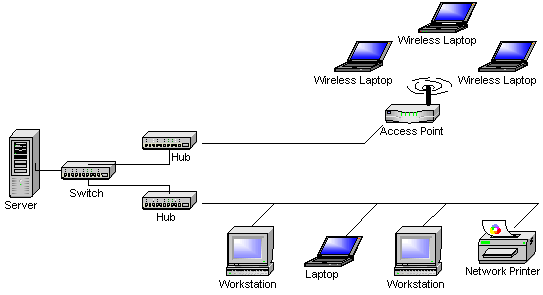 Wireless Laptop
Wireless Laptop
Wireless Laptop
Access Point
Hub
Switch
Server
Hub
Workstation
Laptop
Workstation
Network Printer